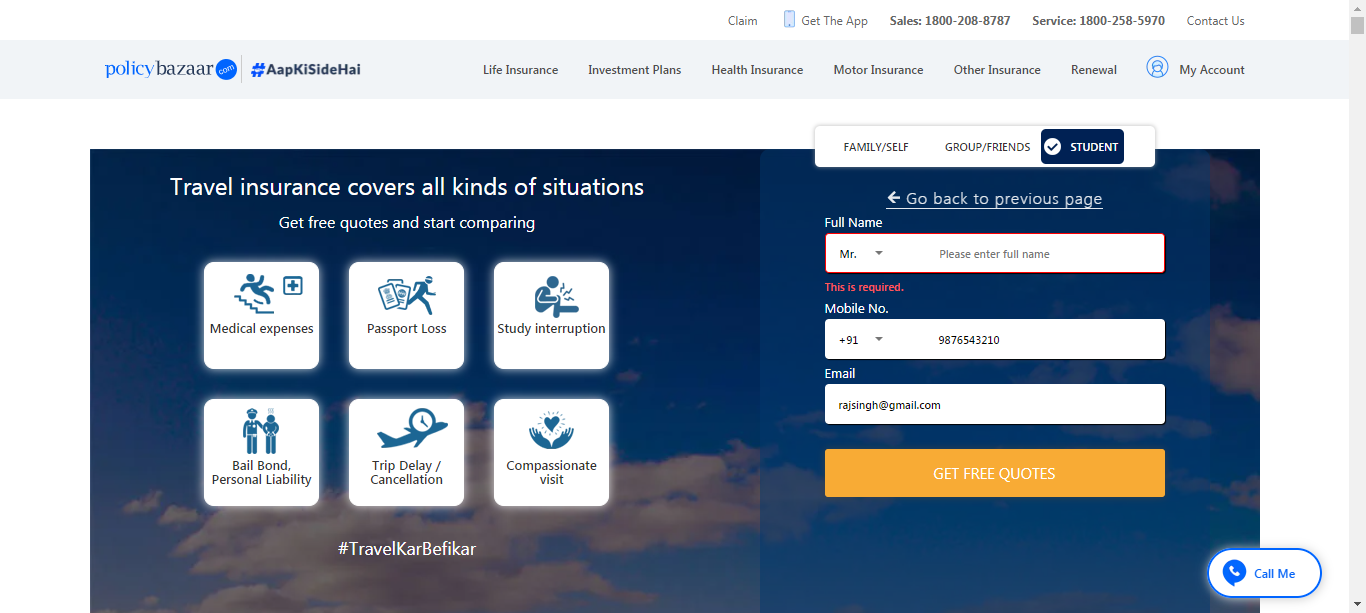 Claim Get The App Sales: 1800-208-8787 Service: 1800-258-5970 Contact Us
policybazaar.com #AapKiSideHai Life Insurance Investment Plans Health Insurance Motor Insurance Other Insurance Renewal My Account
FAMILY/SELF GROUP/FRIENDS STUDENT
Travel insurance covers all kinds of situations
Get free quotes and start comparing
Medical expenses Passport Loss Study interruption
Bail Bond, Trip Delay / Compassionate
Personal Liability Cancellation visit
#TravelKarBefikar
Go back to previous page
Full Name
Mr. Please enter full name
This is required.
Mobile No.
+91 9876543210
Email
rajsingh@gmail.com
GET FREE QUOTES
Call Me